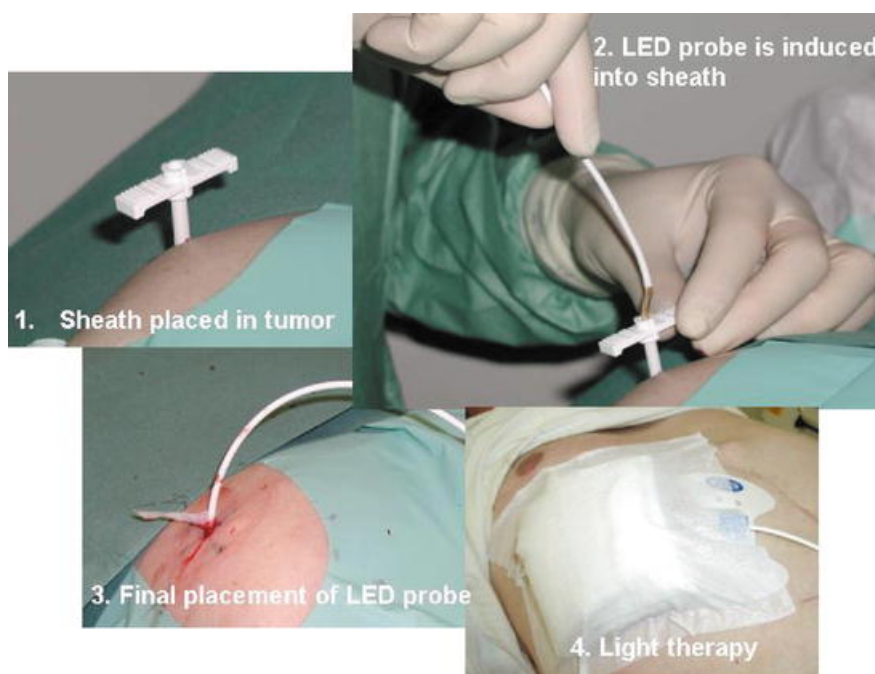 1. Sheath placed in tumor
2. LED probe is induced
into sheath
3. Final placement of LED probe
4. Light therapy